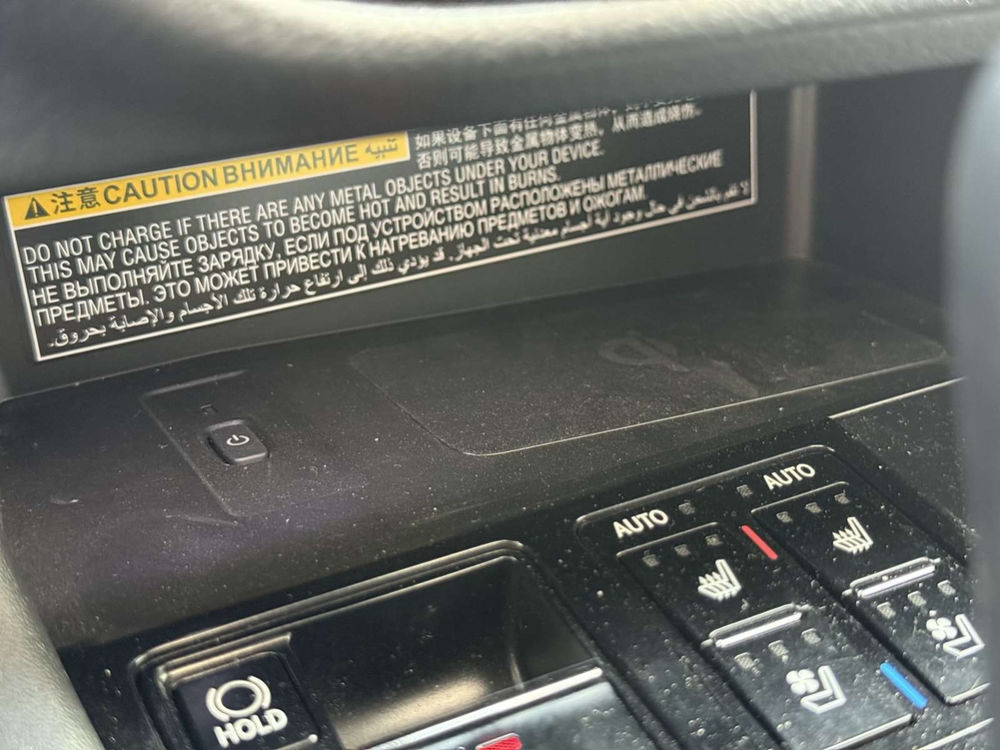 注意 CAUTION ВНИМАНИЕ تنبيه
如果设备下面有任何金属物体，
否则可能导致金属物体变热，从而造成烧伤。
DO NOT CHARGE IF THERE ARE ANY METAL OBJECTS UNDER YOUR DEVICE.
THIS MAY CAUSE OBJECTS TO BECOME HOT AND RESULT IN BURNS.
НЕ ВЫПОЛНЯЙТЕ ЗАРЯДКУ, ЕСЛИ ПОД УСТРОЙСТВОМ РАСПОЛОЖЕНЫ МЕТАЛЛИЧЕСКИЕ
ПРЕДМЕТЫ. ЭТО МОЖЕТ ПРИВЕСТИ К НАГРЕВАНИЮ ПРЕДМЕТОВ И ОЖОГАМ.
لا تقم بالشحن في حال وجود أية أجسام معدنية تحت الجهاز. قد يؤدي ذلك إلى ارتفاع حرارة تلك الأجسام والإصابة بحروق.
AUTO
AUTO
HOLD